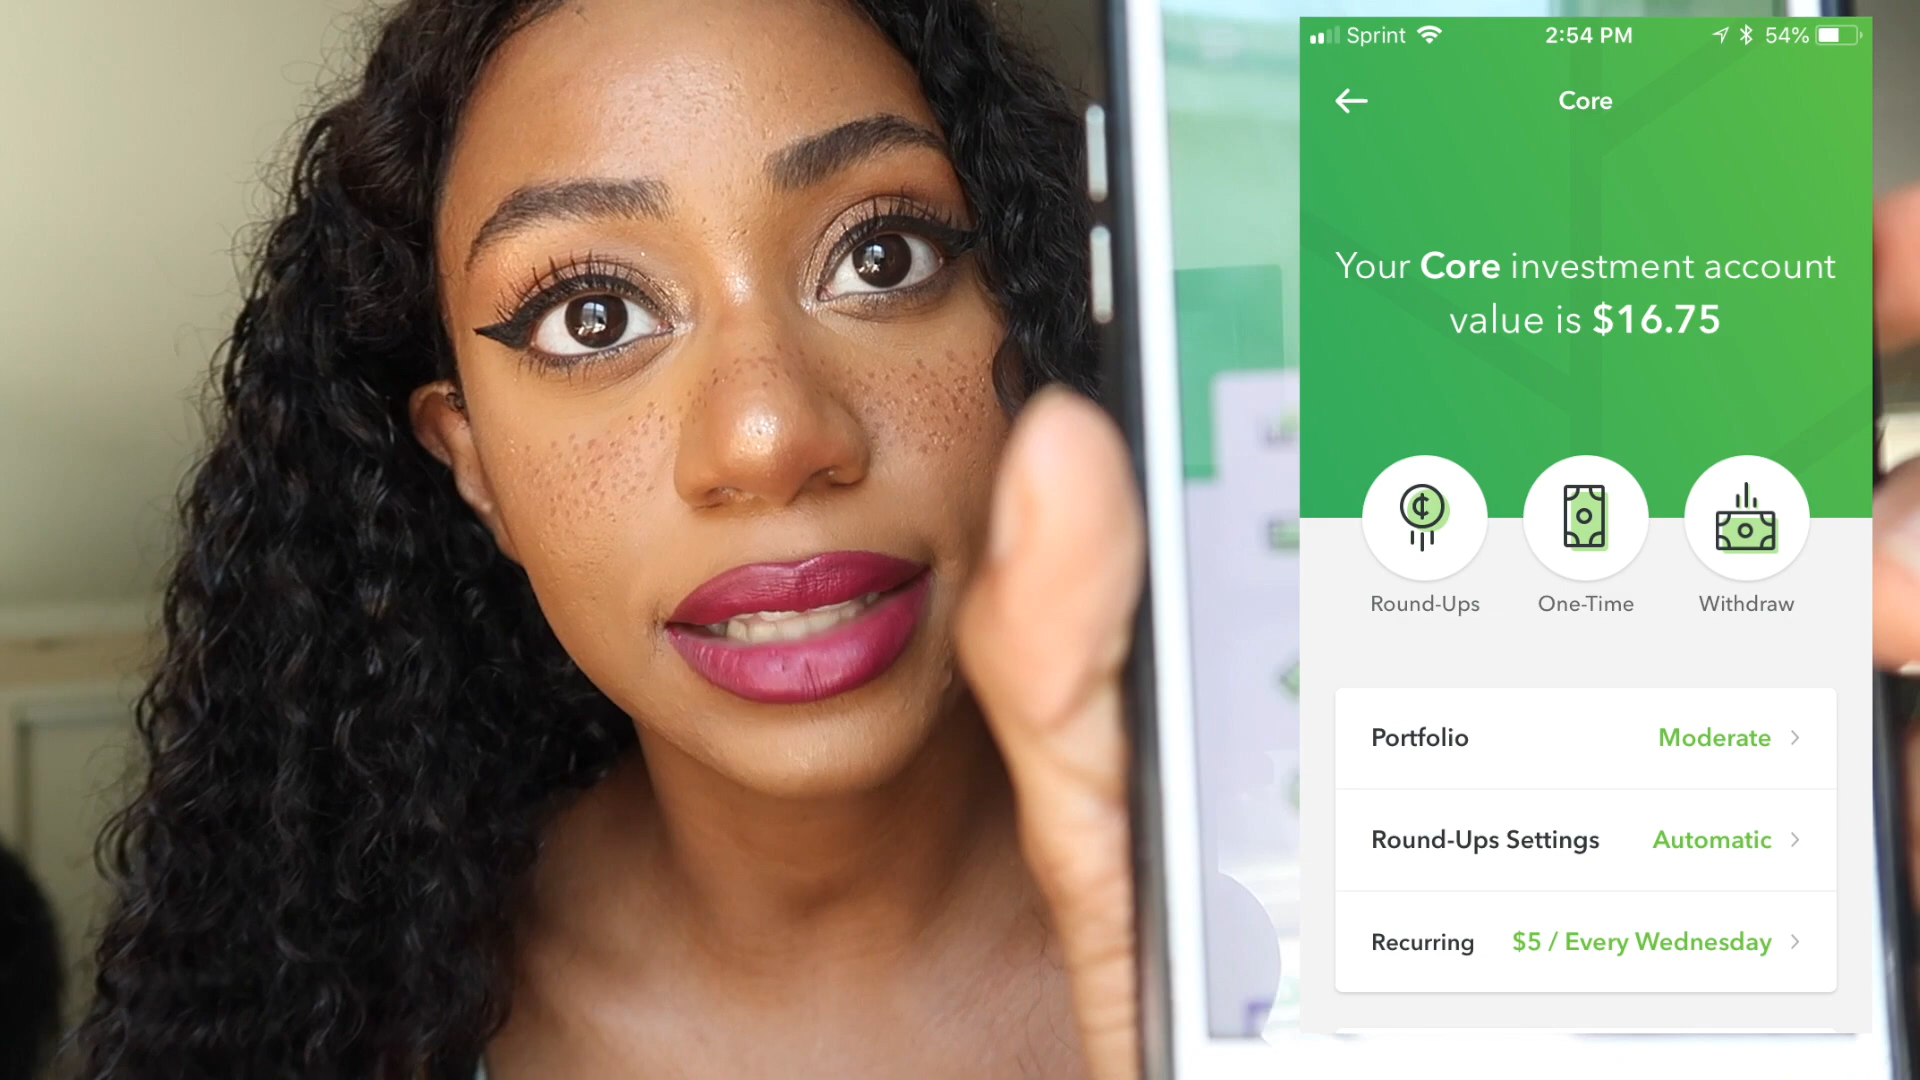 Sprint 2:54 PM 54%
Core
Your Core investment account
value is $16.75
Round-Ups One-Time Withdraw
Portfolio Moderate
Round-Ups Settings Automatic
Recurring $5 / Every Wednesday